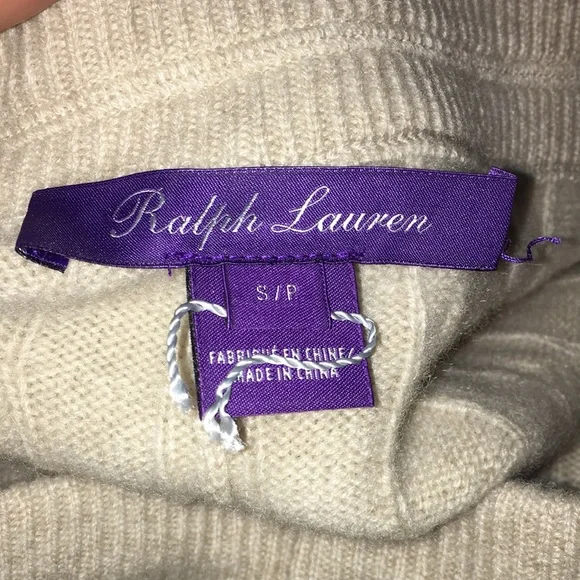 Ralph Lauren
S/P
FABRIQUÉ EN CHINE/
MADE IN CHINA